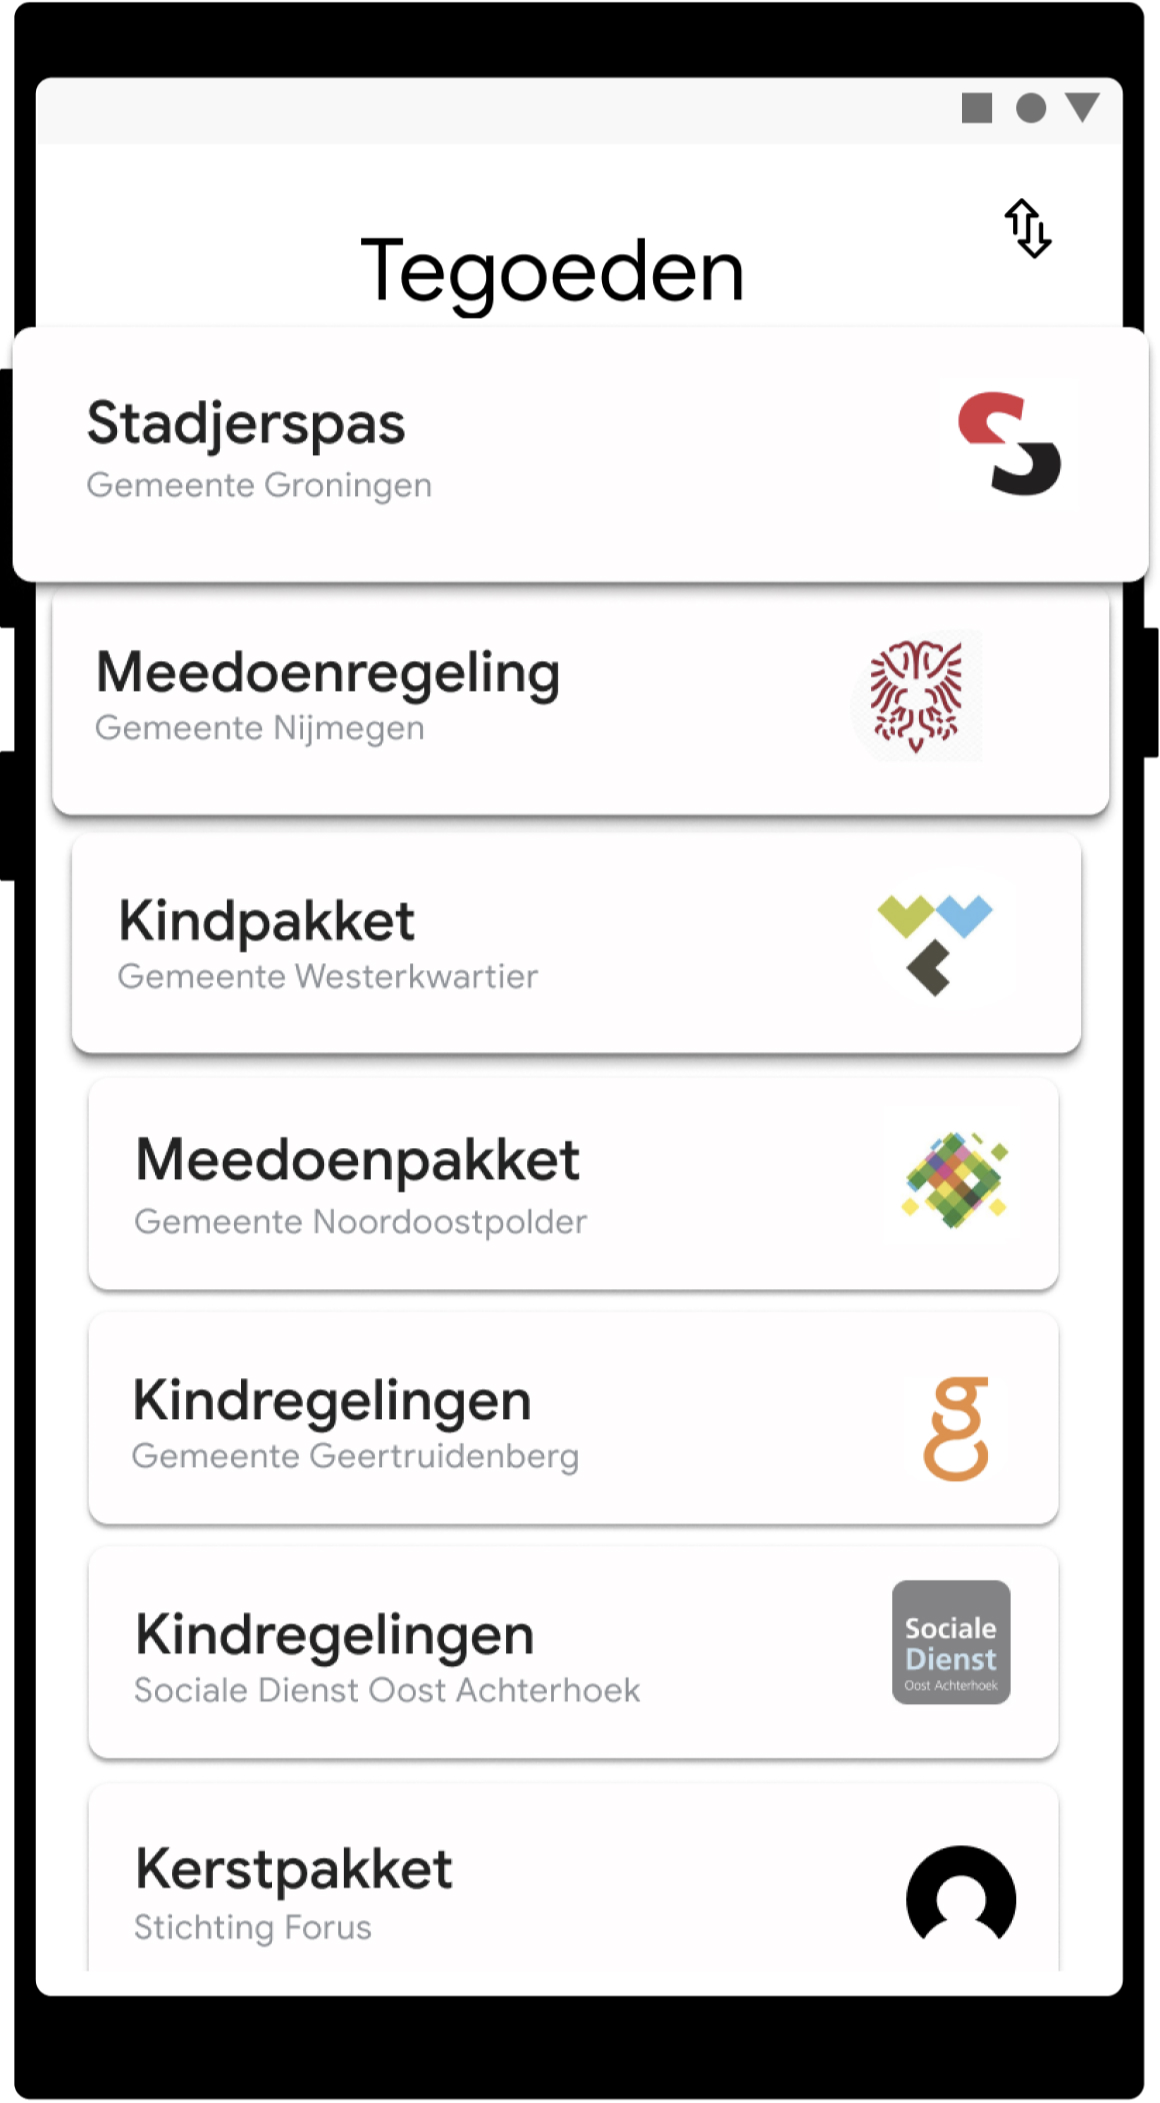 Tegoeden
Stadjerspas
Gemeente Groningen
Meedoenregeling
Gemeente Nijmegen
Kindpakket
Gemeente Westerkwartier
Meedoenpakket
Gemeente Noordoostpolder
Kindregelingen
Gemeente Geertruidenberg
Kindregelingen
Sociale Dienst Oost Achterhoek
Sociale
Dienst
Oost Achterhoek
Kerstpakket
Stichting Forus